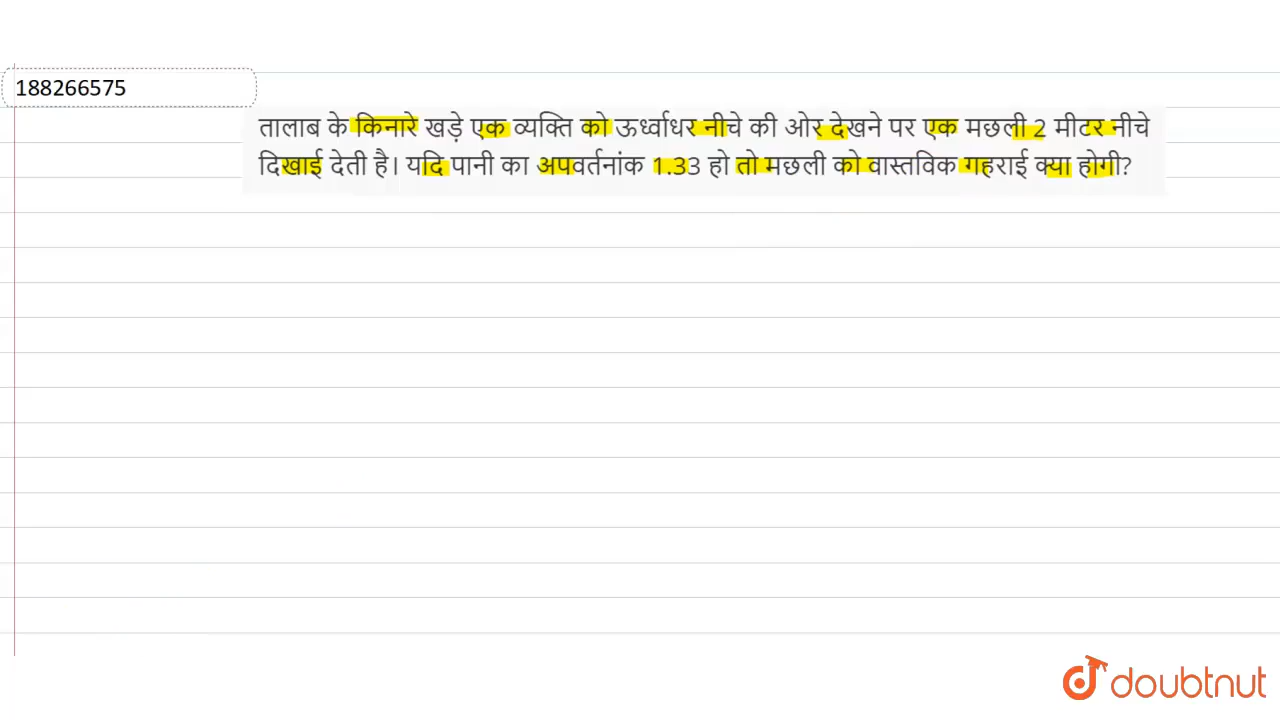 188266575
तालाब के किनारे खड़े एक व्यक्ति को ऊर्ध्वाधर नीचे की ओर देखने पर एक मछली 2 मीटर नीचे
दिखाई देती है। यदि पानी का अपवर्तनांक 1.33 हो तो मछली को वास्तविक गहराई क्या होगी?
doubtnut